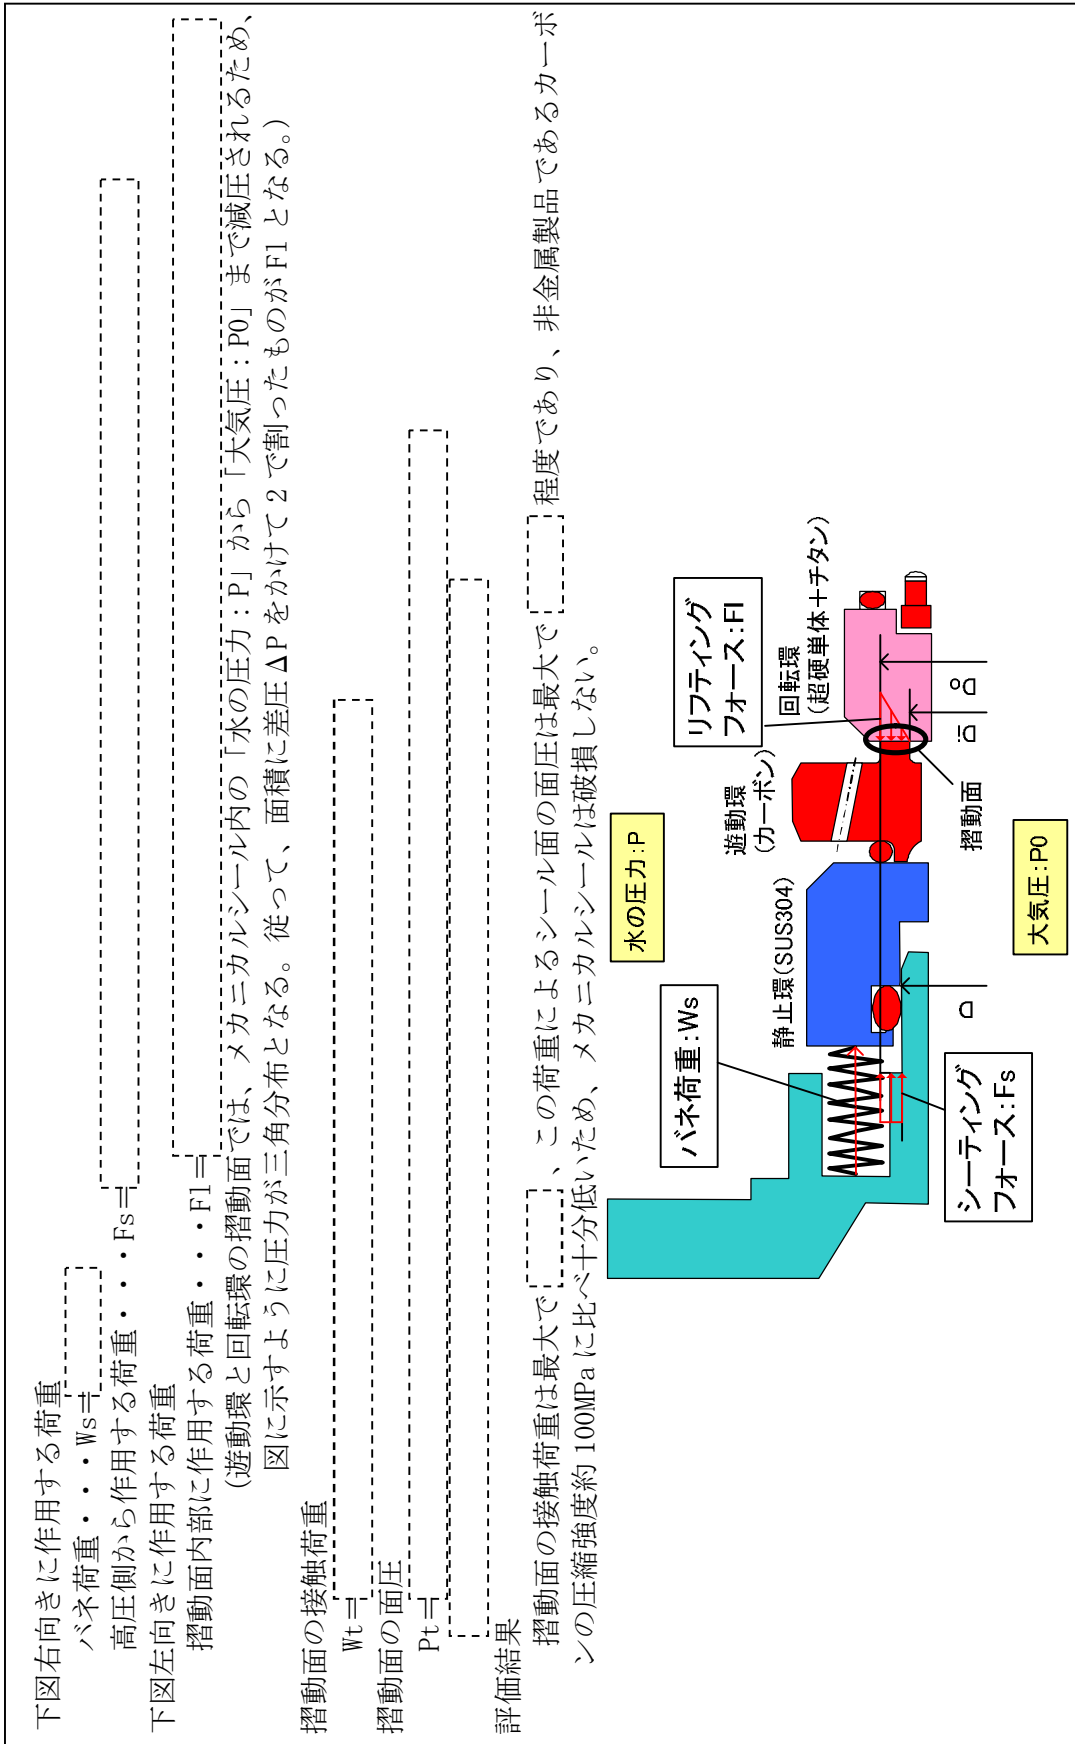 下図右向きに作用する荷重
バネ荷重・・・Ws=
高圧側から作用する荷重・・・Fs=
下図左向きに作用する荷重
摺動面内部に作用する荷重・・・Fl=
(遊動環と回転環の摺動面では、メカニカルシール内の「水の圧力：P」から「大気圧：P0」まで減圧されるため、
図に示すように圧力が三角分布となる。従って、面積に差圧ΔPをかけて2で割ったものがFlとなる。)
摺動面の接触荷重
Wt=
摺動面の面圧
Pt=
評価結果
摺動面の接触荷重は最大で　　　、この荷重によるシール面の面圧は最大で　　　程度であり、非金属製品であるカーボ
ンの圧縮強度約100MPaに比べ十分低いため、メカニカルシールは破損しない。
水の圧力:P
バネ荷重:Ws
静止環(SUS304)
遊動環
(カーボン)
リフティング
フォース:Fl
回転環
(超硬単体＋チタン)
シーティング
フォース:Fs
D
摺動面
Di
Do
大気圧:P0